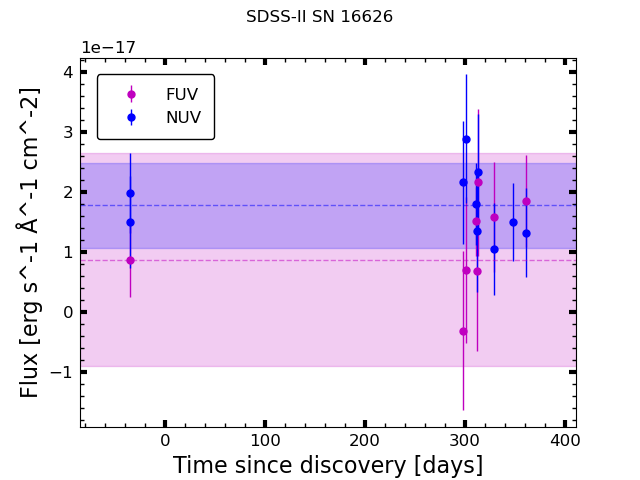 SDSS-II SN 16626
1e−17
FUV
NUV
4
3
2
1
0
−1
Flux [erg s^-1 Å^-1 cm^-2]
0 100 200 300 400
Time since discovery [days]